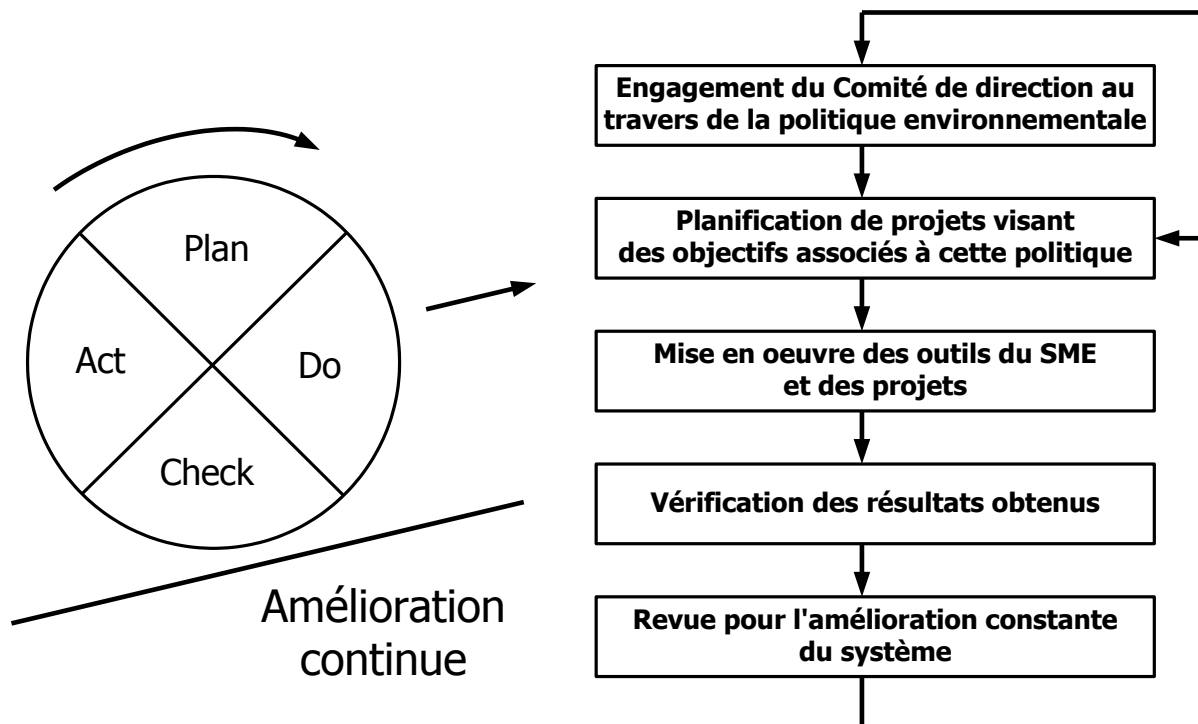 Plan
Act
Do
Check
Amélioration
continue
Engagement du Comité de direction au
travers de la politique environnementale
Planification de projets visant
des objectifs associés à cette politique
Mise en oeuvre des outils du SME
et des projets
Vérification des résultats obtenus
Revue pour l'amélioration constante
du système